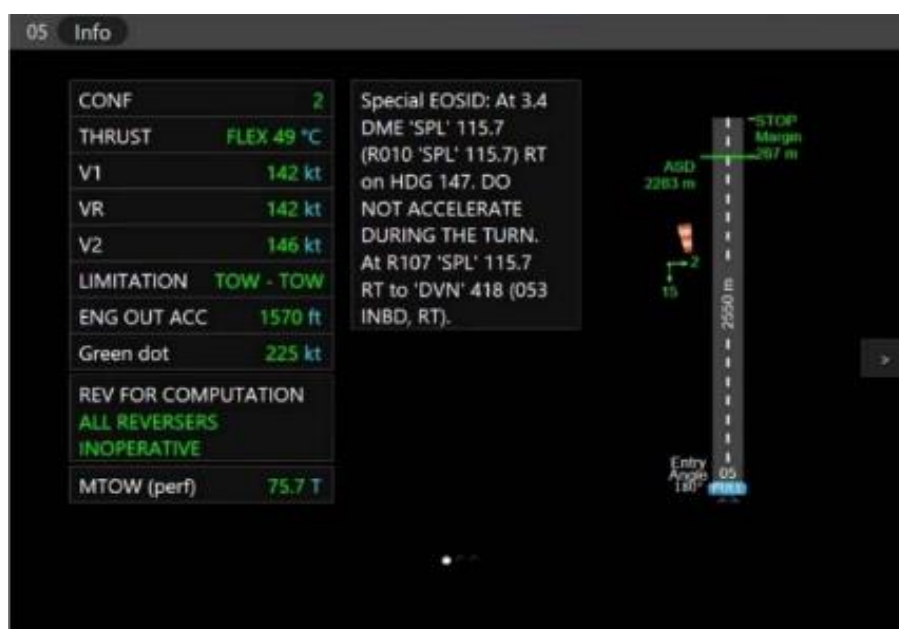 05 Info
CONF 2
THRUST FLEX 49 °C
V1 142 kt
VR 142 kt
V2 146 kt
LIMITATION TOW - TOW
ENG OUT ACC 1570 ft
Green dot 225 kt
REV FOR COMPUTATION
ALL REVERSERS
INOPERATIVE
MTOW (perf) 75.7 T
Special EOSID: At 3.4
DME 'SPL' 115.7
(R010 'SPL' 115.7) RT
on HDG 147. DO
NOT ACCELERATE
DURING THE TURN.
At R107 'SPL' 115.7
RT to 'DVN' 418 (053
INBD, RT).
STOP
Margin
267 m
ASD
2283 m
2
15
2550 m
Entry
Angle
180°
05
FULL
>